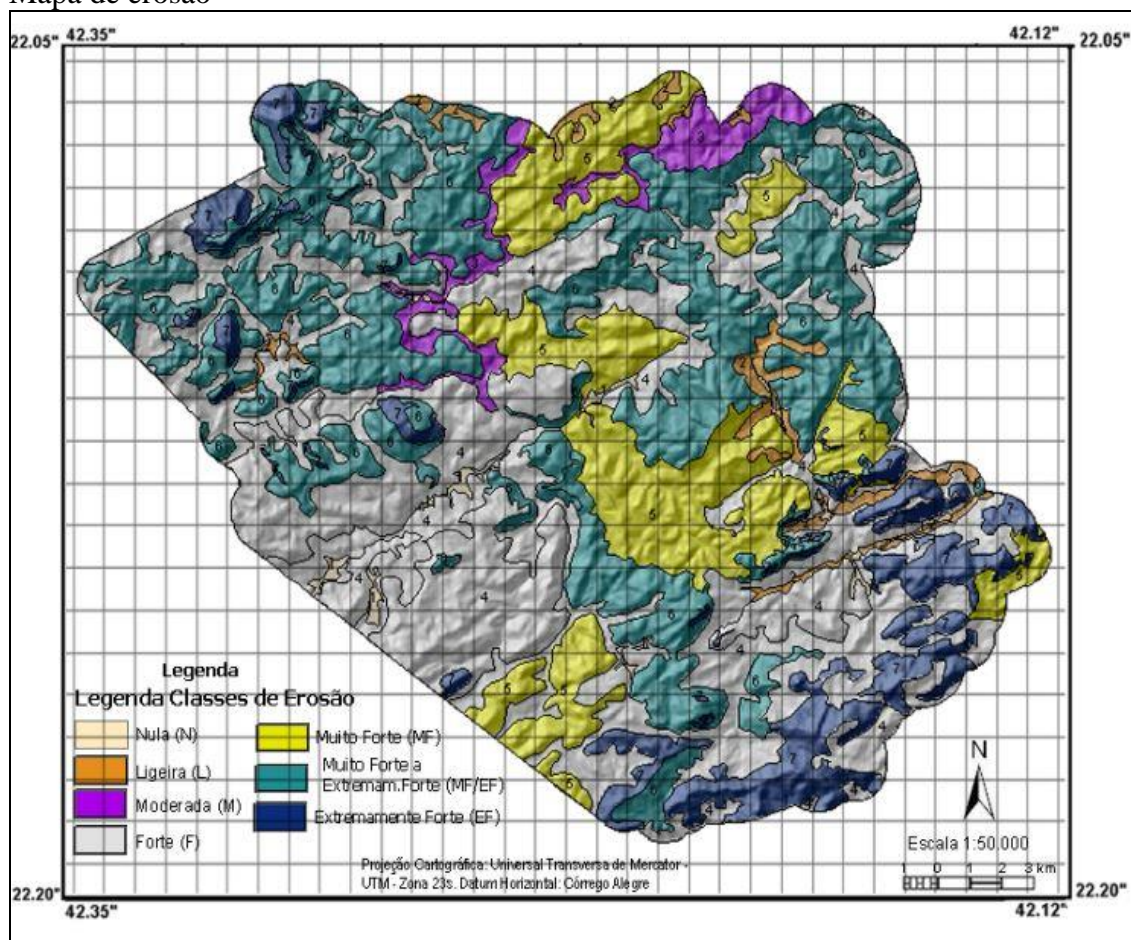 Mapa de erosão
22.05" 42.35" 42.12" 22.05"
Legenda
Legenda Classes de Erosão
Nula (N)
Ligeira (L)
Moderada (M)
Forte (F)
Muito Forte (MF)
Muito Forte a
Extremam.Forte (MF/EF)
Extremamente Forte (EF)
Projeção Cartográfica: Universal Transversa de Mercator -
UTM - Zona 23s. Datum Horizontal: Córrego Alegre
N
Escala 1:50.000
1 0 1 2 3 km
22.20" 22.20"
42.35" 42.12"